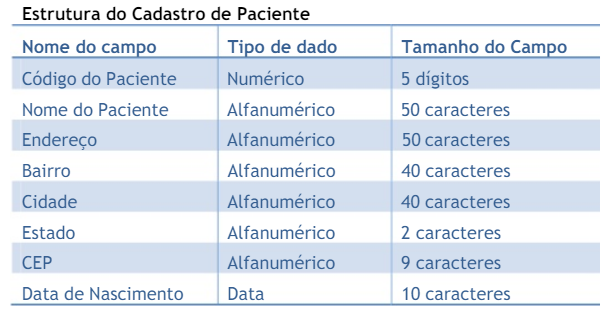 Estrutura do Cadastro de Paciente
Nome do campo Tipo de dado Tamanho do Campo
Código do Paciente Numérico 5 dígitos
Nome do Paciente Alfanumérico 50 caracteres
Endereço Alfanumérico 50 caracteres
Bairro Alfanumérico 40 caracteres
Cidade Alfanumérico 40 caracteres
Estado Alfanumérico 2 caracteres
CEP Alfanumérico 9 caracteres
Data de Nascimento Data 10 caracteres